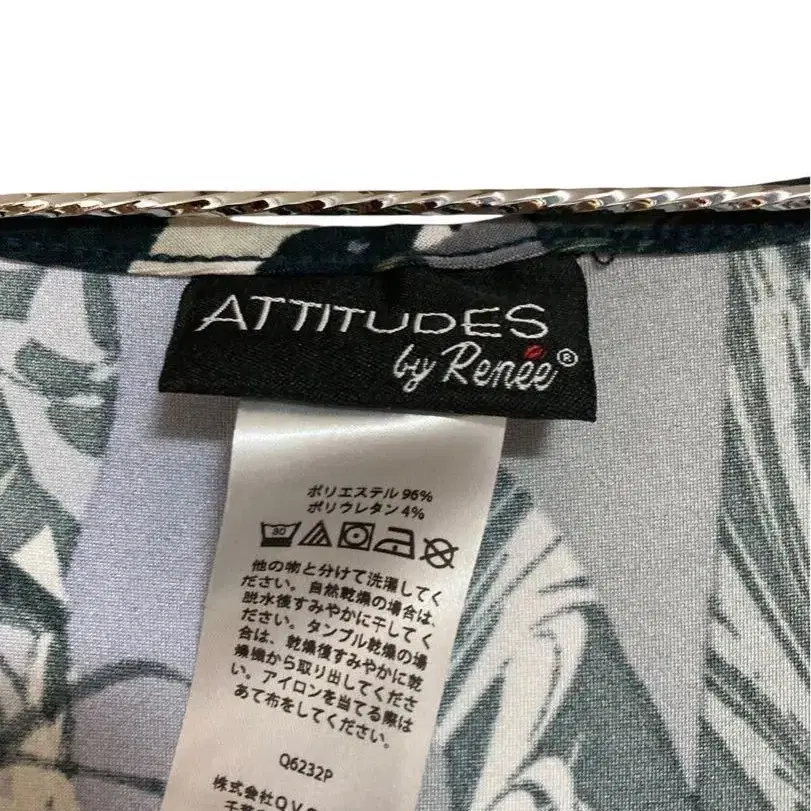 ATTITUDES
by Renée®
ポリエステル 96%
ポリウレタン 4%
他の物と分けて洗濯してく
ださい。自然乾燥の場合は、
脱水後すみやかに干してく
ださい。タンブル乾燥の場
合は、乾燥後すみやかに乾
燥機から取り出してくださ
い。アイロンを当てる際は
あて布をしてください。
Q6232P
株式会社QV